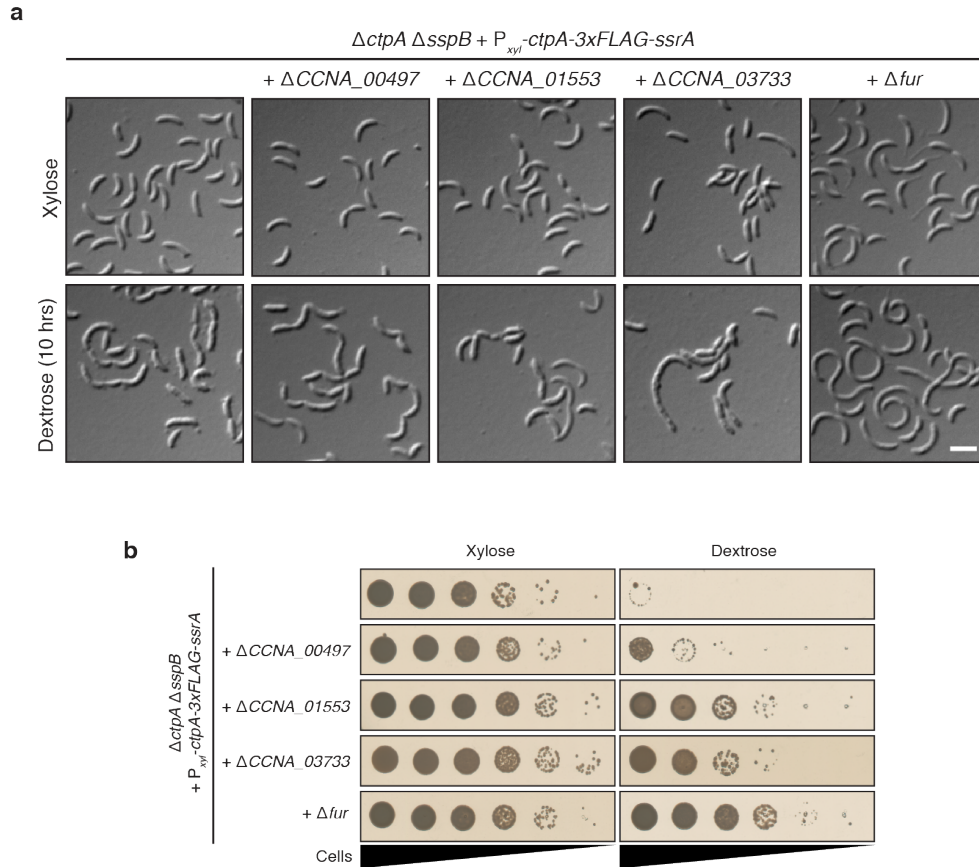 a
ΔctpA ΔsspB + Pxyl-ctpA-3xFLAG-ssrA
+ ΔCCNA_00497
+ ΔCCNA_01553
+ ΔCCNA_03733
+ Δfur
Xylose
Dextrose (10 hrs)
b
Xylose
Dextrose
ΔctpA ΔsspB
+ Pxyl-ctpA-3xFLAG-ssrA
+ ΔCCNA_00497
+ ΔCCNA_01553
+ ΔCCNA_03733
+ Δfur
Cells